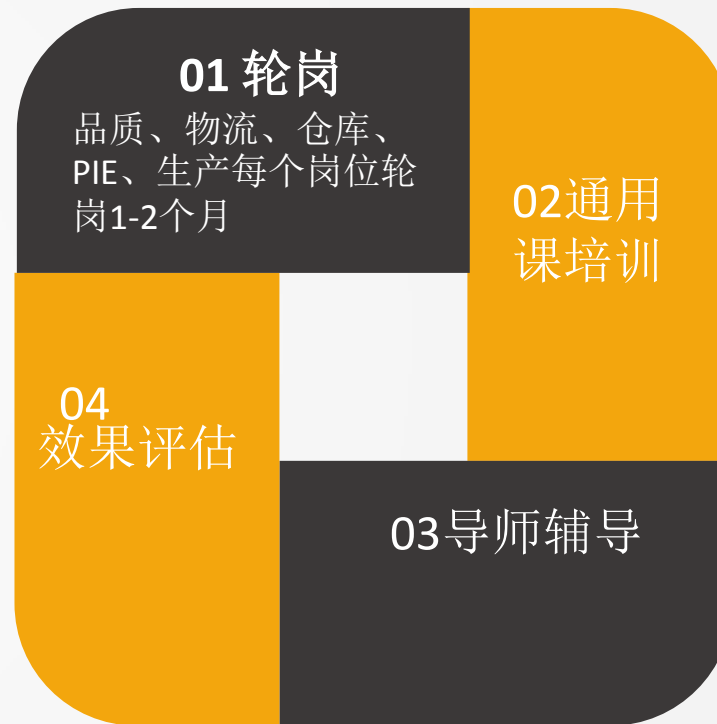 01 轮岗
品质、物流、仓库、
PIE、生产每个岗位轮
岗1-2个月
02通用
课培训
03导师辅导
04
效果评估